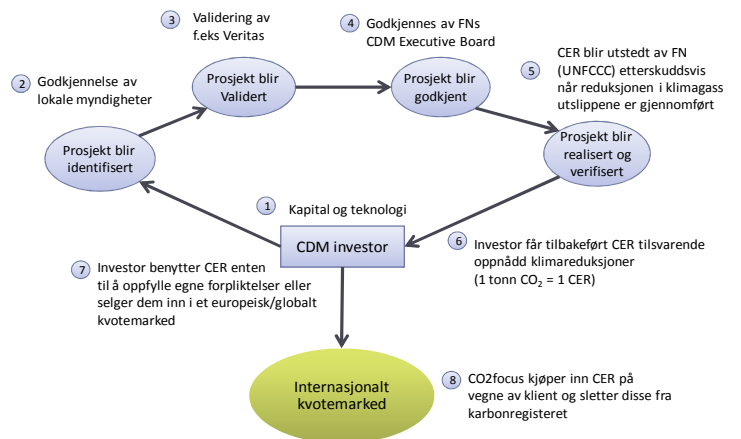 3 Validering av
f.eks Veritas
4 Godkjennes av FNs
CDM Executive Board
CER blir utstedt av FN
5 (UNFCCC) etterskuddsvis
når reduksjonen i klimagass
utslippene er gjennomført
2 Godkjennelse av
lokale myndigheter
Prosjekt blir
Validert
Prosjekt blir
godkjent
Prosjekt blir
identifisert
Prosjekt blir
realisert og
verifisert
1 Kapital og teknologi
CDM investor
6 Investor får tilbakeført CER tilsvarende
oppnådd klimareduksjoner
(1 tonn CO₂ = 1 CER)
7 Investor benytter CER enten
til å oppfylle egne forpliktelser eller
selger dem inn i et europeisk/globalt
kvotemarked
Internasjonalt
kvotemarked
8 CO2focus kjøper inn CER på
vegne av klient og sletter disse fra
karbonregisteret